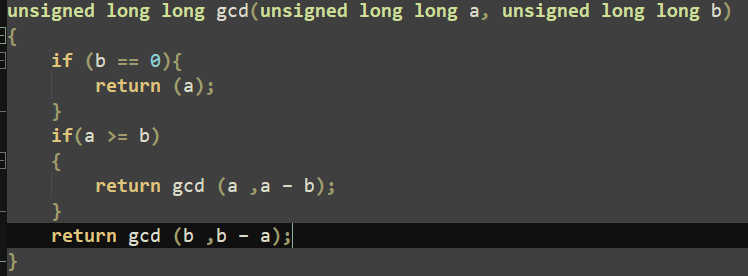 unsigned long long gcd(unsigned long long a, unsigned long long b)
{
    if (b == 0){
        return (a);
    }
    if(a >= b)
    {
        return gcd (a ,a - b);
    }
    return gcd (b ,b - a);
}